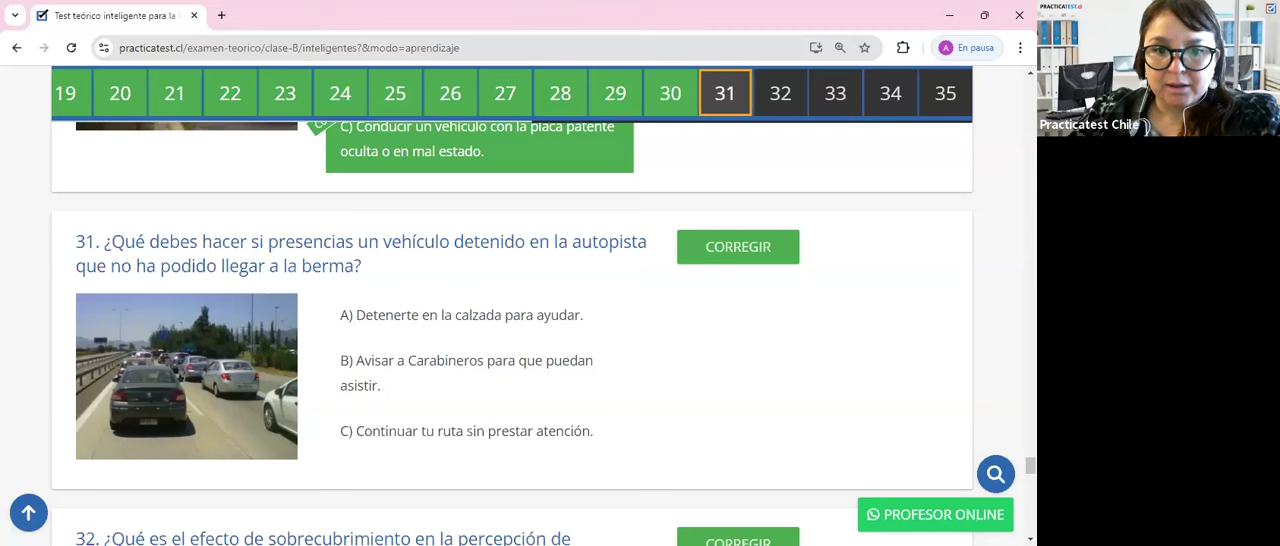 Test teórico inteligente para la
practicatest.cl/examen-teorico/clase-B/inteligentes?&modo=aprendizaje
A
En pausa
PRACTICATEST.cl
19 20 21 22 23 24 25 26 27 28 29 30 31 32 33 34 35
Practicatest Chile
C) Conducir un vehículo con la placa patente
oculta o en mal estado.
31. ¿Qué debes hacer si presencias un vehículo detenido en la autopista
que no ha podido llegar a la berma?
CORREGIR
A) Detenerte en la calzada para ayudar.
B) Avisar a Carabineros para que puedan
asistir.
C) Continuar tu ruta sin prestar atención.
PROFESOR ONLINE
32. ¿Qué es el efecto de sobrecubrimiento en la percepción de
CORREGIR